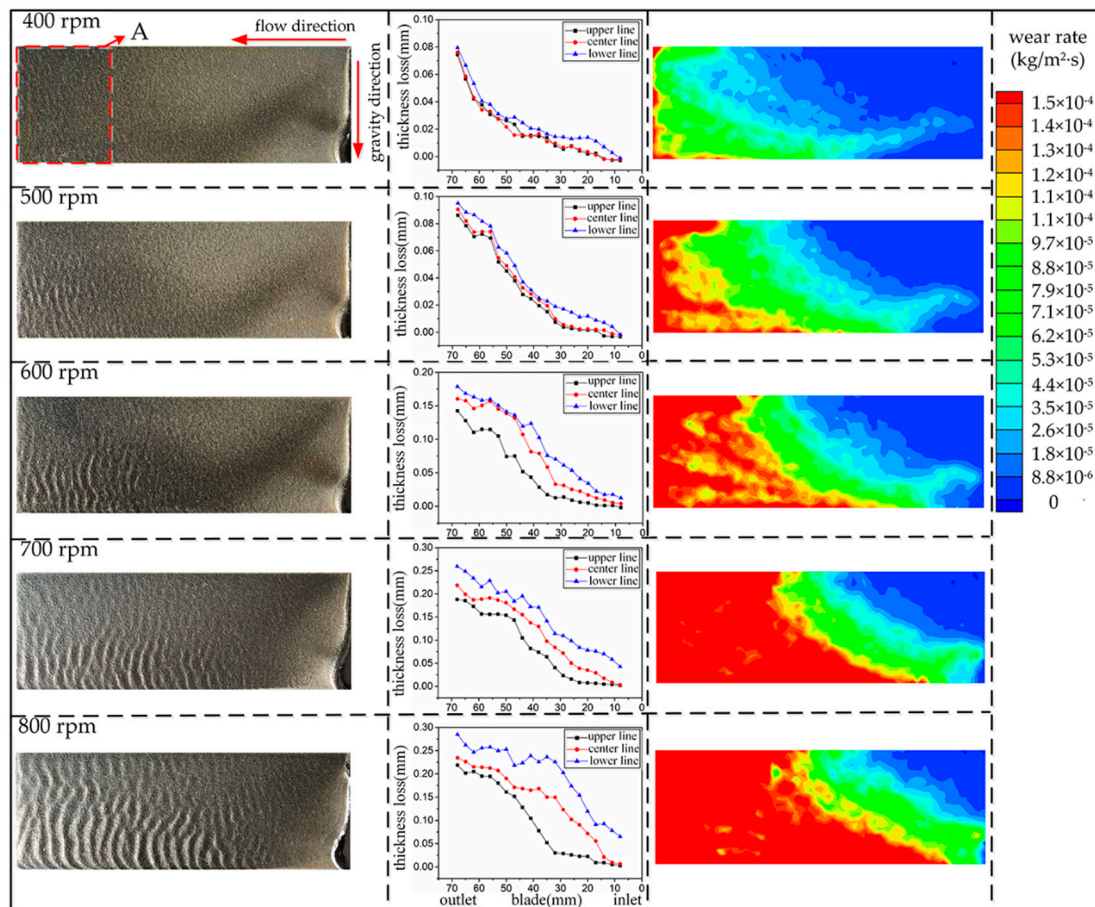 400 rpm
A
flow direction
gravity direction
thickness loss(mm)
0.10
0.08
0.06
0.04
0.02
0.00
upper line
center line
lower line
70 60 50 40 30 20 10 0
wear rate
(kg/m²·s)
1.5×10⁻⁴
1.4×10⁻⁴
1.3×10⁻⁴
1.1×10⁻⁴
1.1×10⁻⁴
9.7×10⁻⁵
8.8×10⁻⁵
7.9×10⁻⁵
7.1×10⁻⁵
6.2×10⁻⁵
5.3×10⁻⁵
4.4×10⁻⁵
3.5×10⁻⁵
2.6×10⁻⁵
1.8×10⁻⁵
8.8×10⁻⁶
0
500 rpm
thickness loss(mm)
0.10
0.08
0.06
0.04
0.02
0.00
upper line
center line
lower line
70 60 50 40 30 20 10 0
600 rpm
thickness loss(mm)
0.20
0.15
0.10
0.05
0.00
upper line
center line
lower line
70 60 50 40 30 20 10 0
700 rpm
thickness loss(mm)
0.30
0.25
0.20
0.15
0.10
0.05
0.00
upper line
center line
lower line
70 60 50 40 30 20 10 0
800 rpm
thickness loss(mm)
0.30
0.25
0.20
0.15
0.10
0.05
0.00
upper line
center line
lower line
70 60 50 40 30 20 10 0
outlet blade(mm) inlet